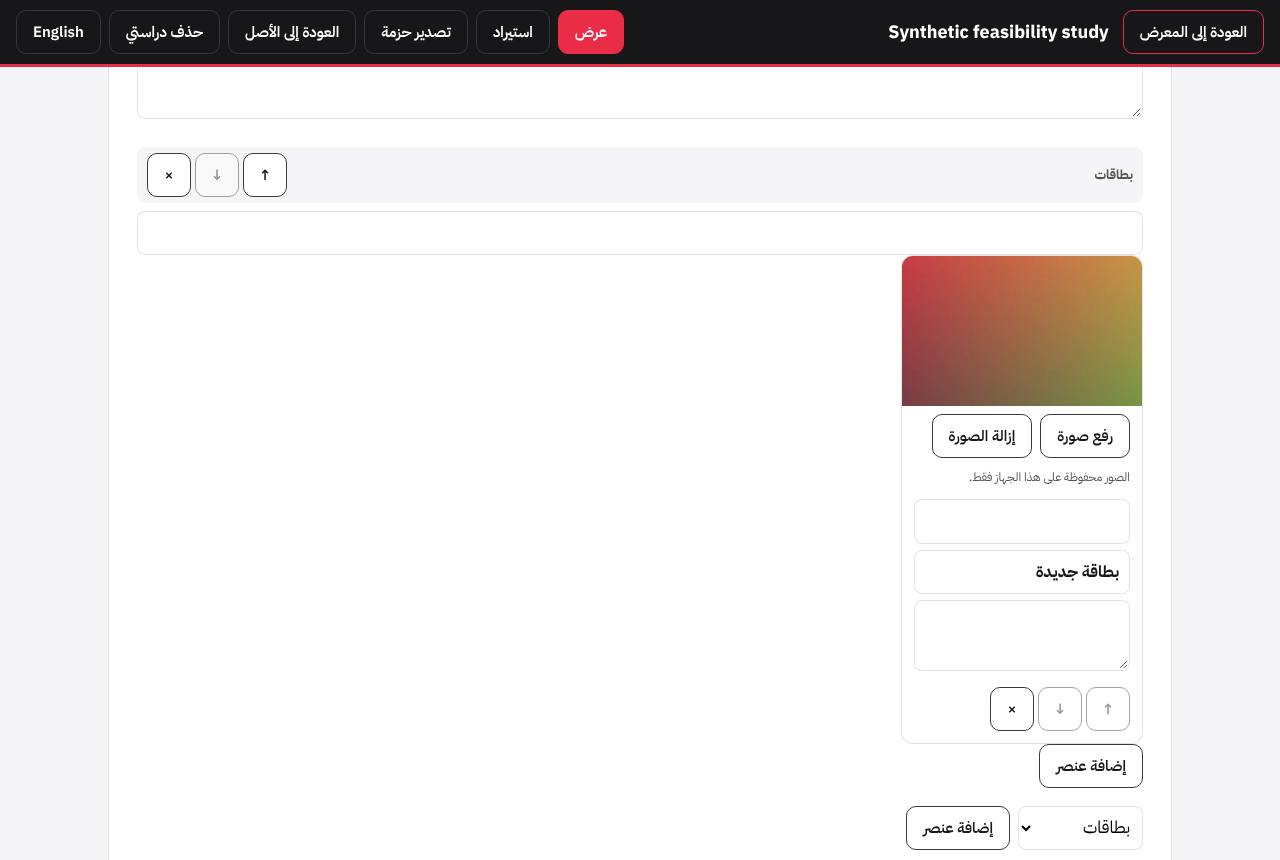 العودة إلى المعرض
Synthetic feasibility study
عرض
استيراد
تصدير حزمة
العودة إلى الأصل
حذف دراستي
English
بطاقات
↑
↓
×
رفع صورة
إزالة الصورة
الصور محفوظة على هذا الجهاز فقط.
بطاقة جديدة
↑
↓
×
إضافة عنصر
بطاقات
إضافة عنصر